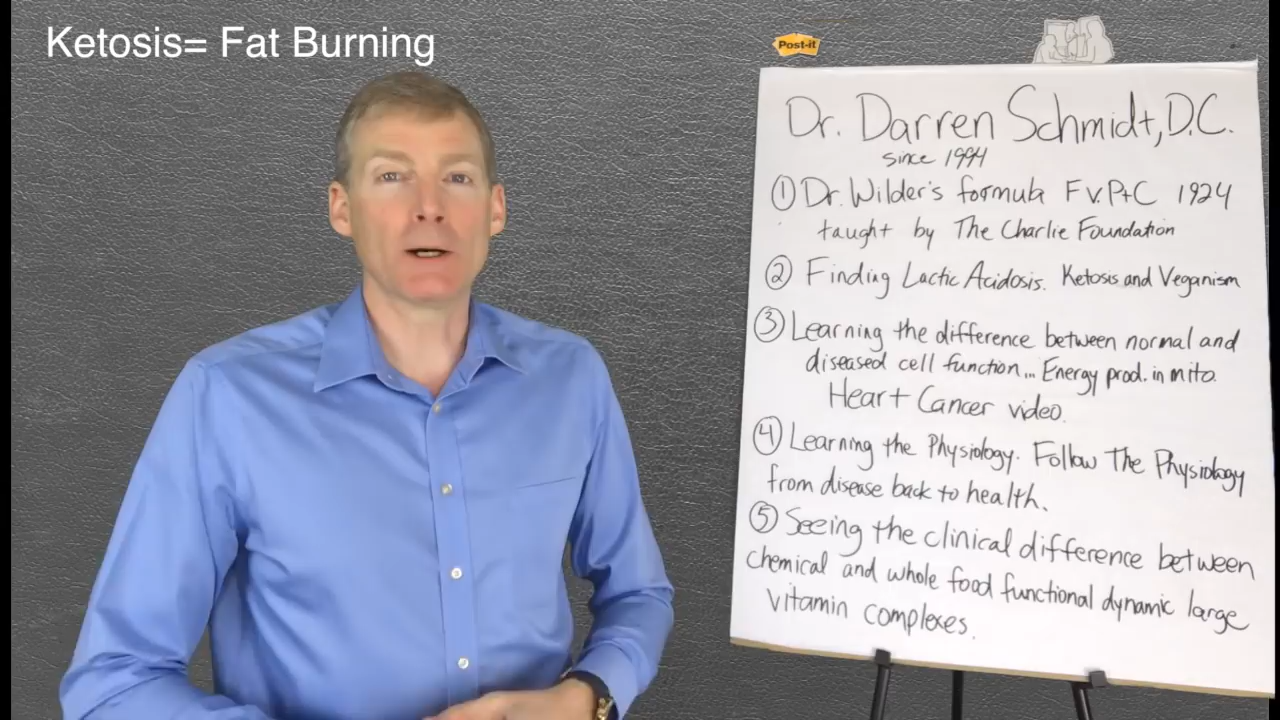 Ketosis= Fat Burning
Post-it
Dr. Darren Schmidt, D.C.
since 1994
① Dr. Wilder's formula F v. P+C 1924
taught by The Charlie Foundation
② Finding Lactic Acidosis. Ketosis and Veganism
③ Learning the difference between normal and
diseased cell function... Energy prod. in mito.
Heart Cancer video.
④ Learning the Physiology. Follow The Physiology
from disease back to health.
⑤ Seeing the clinical difference between
chemical and whole food functional dynamic large
vitamin complexes.